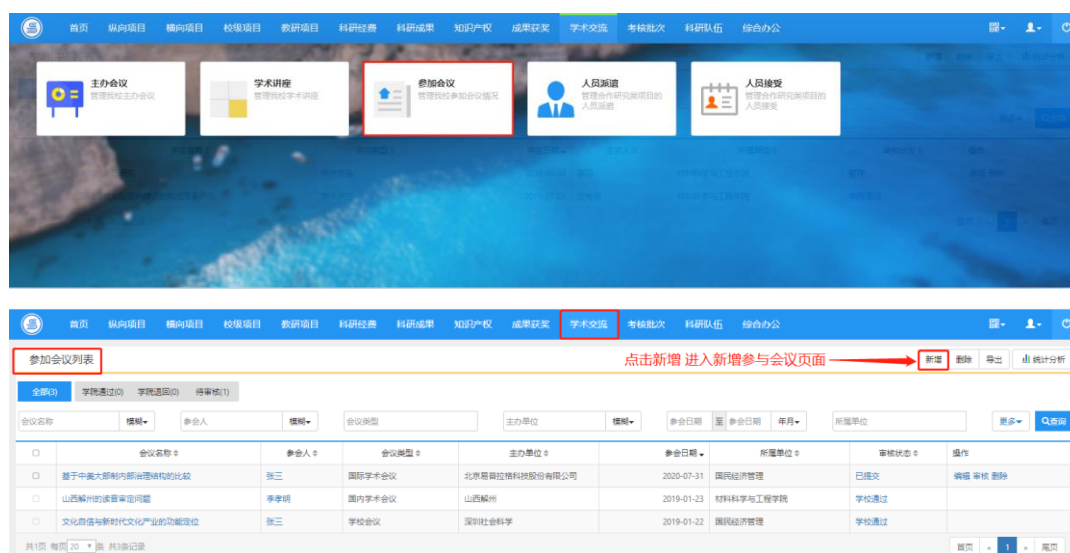 首页 纵向项目 横向项目 校级项目 教研项目 科研经费 科研成果 知识产权 成果获奖 学术交流 考核批次 科研队伍 综合办公
主办会议 学术讲座 参加会议 人员派遣 人员接受
管理我校主办会议 管理我校学术讲座 管理我校参加会议情况 管理合作研究类项目的 管理合作研究类项目的
人员派遣 人员接受
首页 纵向项目 横向项目 校级项目 教研项目 科研经费 科研成果 知识产权 成果获奖 学术交流 考核批次 科研队伍 综合办公
参加会议列表 点击新增 进入新增参与会议页面 新增 删除 导出 统计分析
全部(3) 学院通过(0) 学院退回(0) 待审核(1)
会议名称 模糊 参会人 模糊 会议类型 主办单位 模糊 参会日期 至 参会日期 年月 所属单位 更多 查询
会议名称 参会人 会议类型 主办单位 参会日期 所属单位 审核状态 操作
基于中美大部制内部治理结构的比较 张三 国际学术会议 北京易普拉格科技股份有限公司 2020-07-31 国民经济管理 已提交 编辑 审核 删除
山西解州的读音审定问题 李孝明 国内学术会议 山西解州 2019-01-23 材料科学与工程学院 学校通过
文化自信与新时代文化产业的功能定位 张三 学校会议 深圳社会科学 2019-01-22 国民经济管理 学校通过
共1页 每页 20 条 共3条记录 首页 « 1 » 尾页